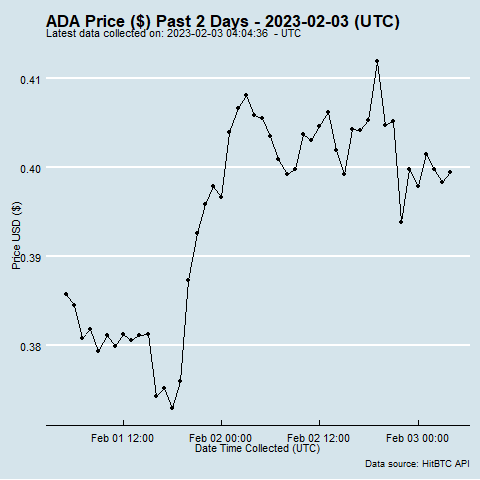 ADA Price ($) Past 2 Days - 2023-02-03 (UTC)
Latest data collected on: 2023-02-03 04:04:36 - UTC
0.41
0.40
0.39
0.38
Price USD ($)
Feb 01 12:00 Feb 02 00:00 Feb 02 12:00 Feb 03 00:00
Date Time Collected (UTC)
Data source: HitBTC API